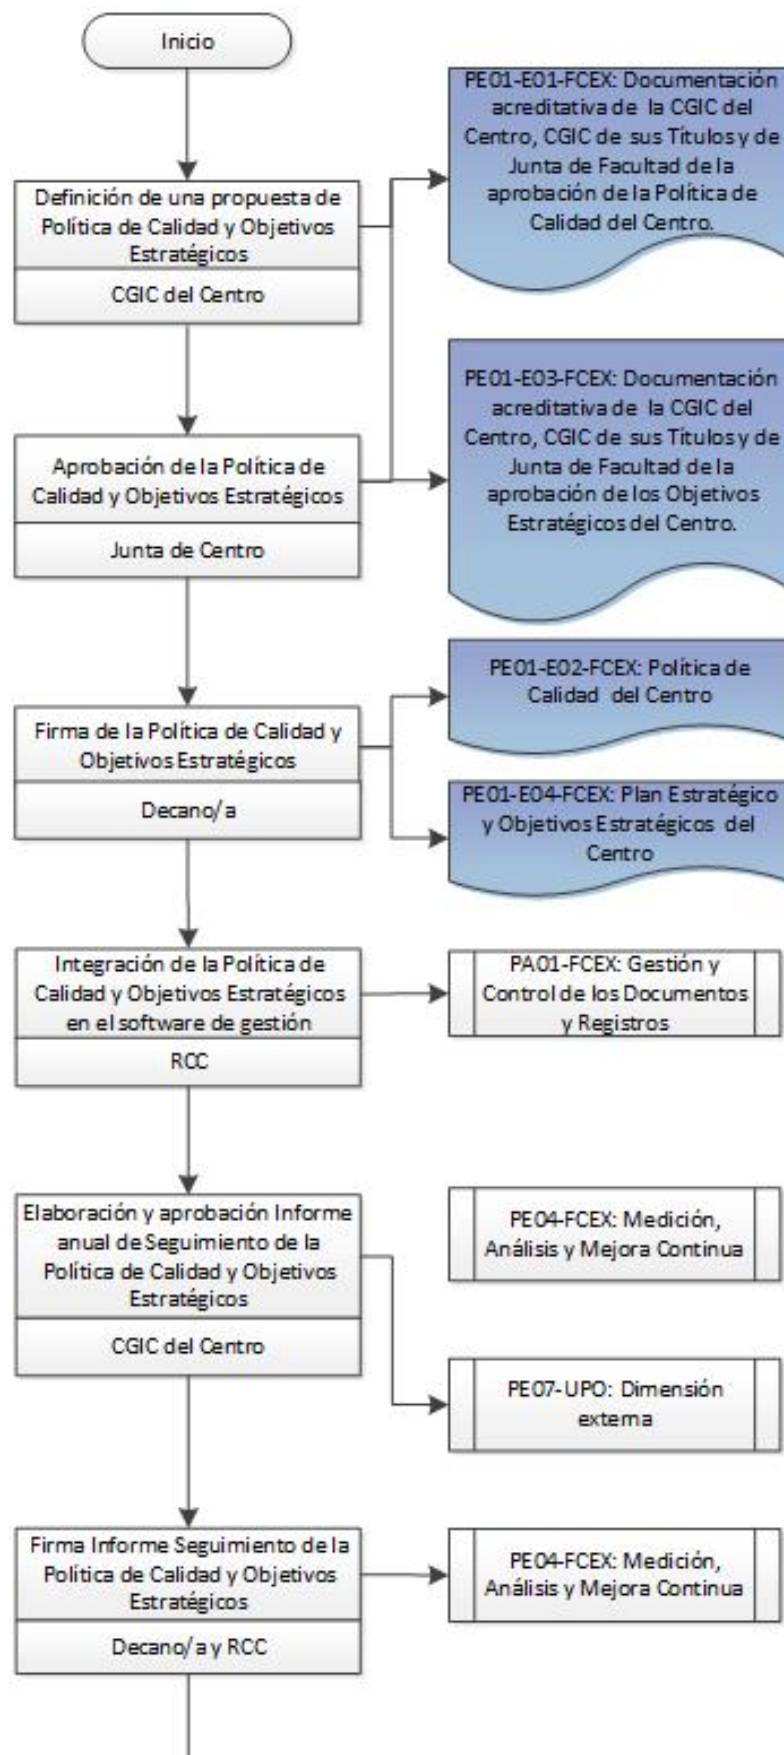 Inicio
PE01-E01-FCEX: Documentación
acreditativa de la CGIC del
Centro, CGIC de sus Títulos y de
Junta de Facultad de la
aprobación de la Política de
Calidad del Centro.
Definición de una propuesta de
Política de Calidad y Objetivos
Estratégicos
CGIC del Centro
PE01-E03-FCEX: Documentación
acreditativa de la CGIC del
Centro, CGIC de sus Títulos y de
Junta de Facultad de la
aprobación de los Objetivos
Estratégicos del Centro.
Aprobación de la Política de
Calidad y Objetivos Estratégicos
Junta de Centro
PE01-E02-FCEX: Política de
Calidad del Centro
Firma de la Política de Calidad y
Objetivos Estratégicos
Decano/a
PE01-E04-FCEX: Plan Estratégico
y Objetivos Estratégicos del
Centro
Integración de la Política de
Calidad y Objetivos Estratégicos
en el software de gestión
RCC
PA01-FCEX: Gestión y
Control de los Documentos
y Registros
Elaboración y aprobación Informe
anual de Seguimiento de la
Política de Calidad y Objetivos
Estratégicos
CGIC del Centro
PE04-FCEX: Medición,
Análisis y Mejora Continua
PE07-UPO: Dimensión
externa
Firma Informe Seguimiento de la
Política de Calidad y Objetivos
Estratégicos
Decano/a y RCC
PE04-FCEX: Medición,
Análisis y Mejora Continua